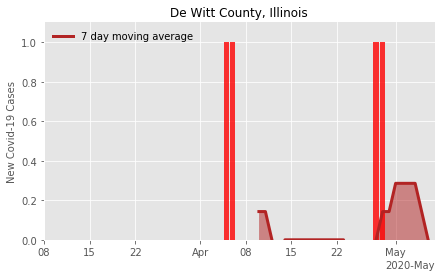 De Witt County, Illinois
7 day moving average
New Covid-19 Cases
1.0
0.8
0.6
0.4
0.2
0.0
08 15 22 Apr 08 15 22 May
2020-May